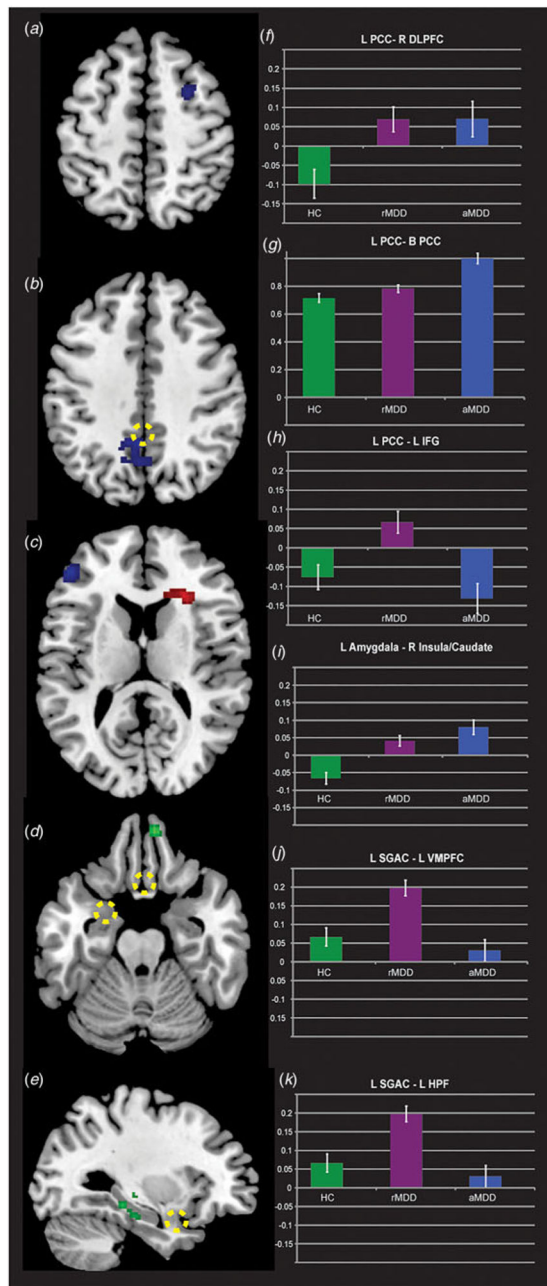 (a)
(b)
(c)
(d)
(e)
(f)
L PCC- R DLPFC
0.2
0.15
0.1
0.05
0
-0.05
-0.1
-0.15
HC rMDD aMDD
(g)
L PCC- B PCC
0.8
0.6
0.4
0.2
0
HC rMDD aMDD
(h)
L PCC - L IFG
0.2
0.15
0.1
0.05
0
-0.05
-0.1
-0.15
HC rMDD aMDD
(i)
L Amygdala - R Insula/Caudate
0.2
0.15
0.1
0.05
0
-0.05
-0.1
-0.15
HC rMDD aMDD
(j)
L SGAC - L VMPFC
0.2
0.15
0.1
0.05
0
HC rMDD aMDD
-0.05
-0.1
0.15
(k)
L SGAC - L HPF
0.2
0.15
0.1
0.05
0
HC rMDD aMDD
-0.05
-0.1
-0.15